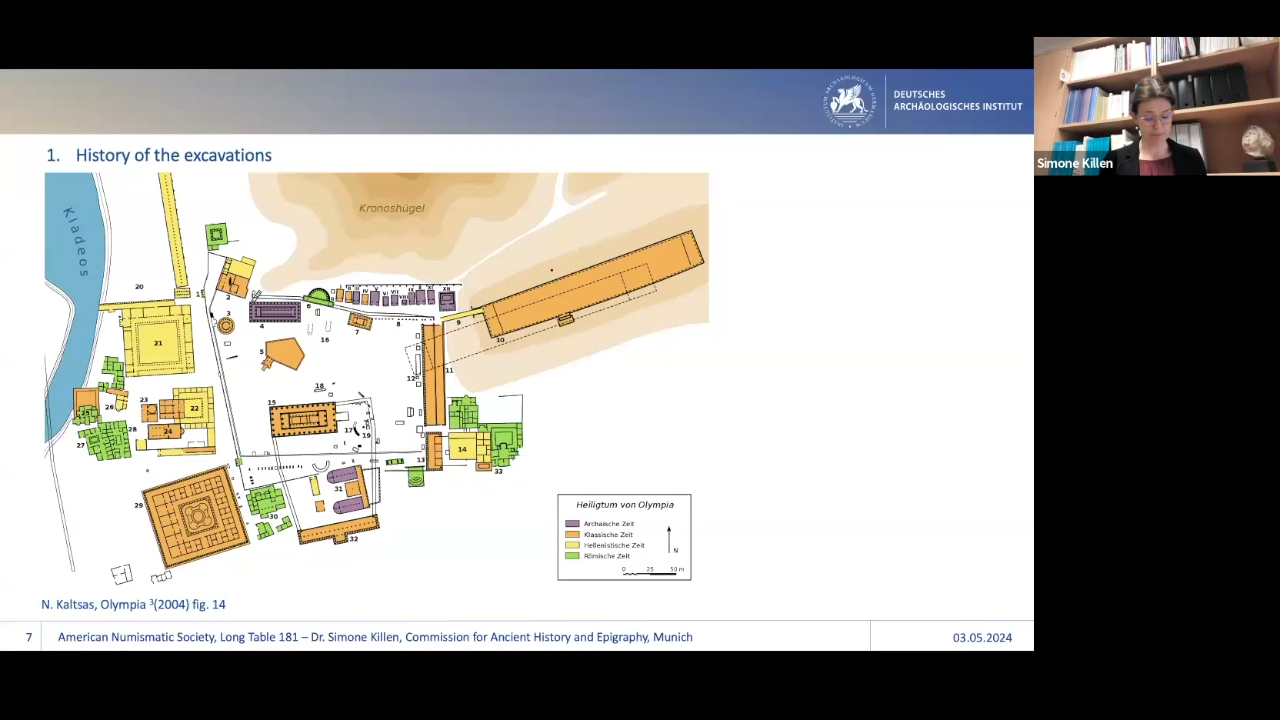 DEUTSCHES
ARCHÄOLOGISCHES INSTITUT
1. History of the excavations
Simone Killen
Kladeos
Kronoshügel
20
1
2
3
4
5
6
7
8
9
10
11
12
13
14
15
16
17
18
19
21
22
23
24
26
27
28
29
30
31
32
33
Heiligtum von Olympia
Archaische Zeit
Klassische Zeit
Hellenistische Zeit
Römische Zeit
N
0 25 50 m
N. Kaltsas, Olympia ³(2004) fig. 14
7
American Numismatic Society, Long Table 181 – Dr. Simone Killen, Commission for Ancient History and Epigraphy, Munich
03.05.2024